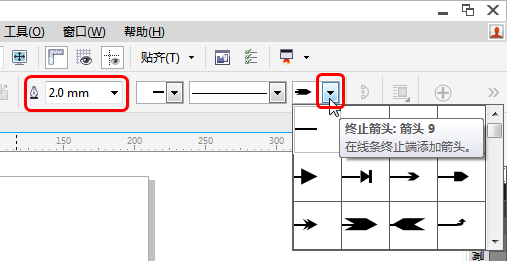 工具(O) 窗口(W) 帮助(H)
贴齐(T)
2.0 mm
150 200 250 300
终止箭头: 箭头 9
在线条终止端添加箭头。